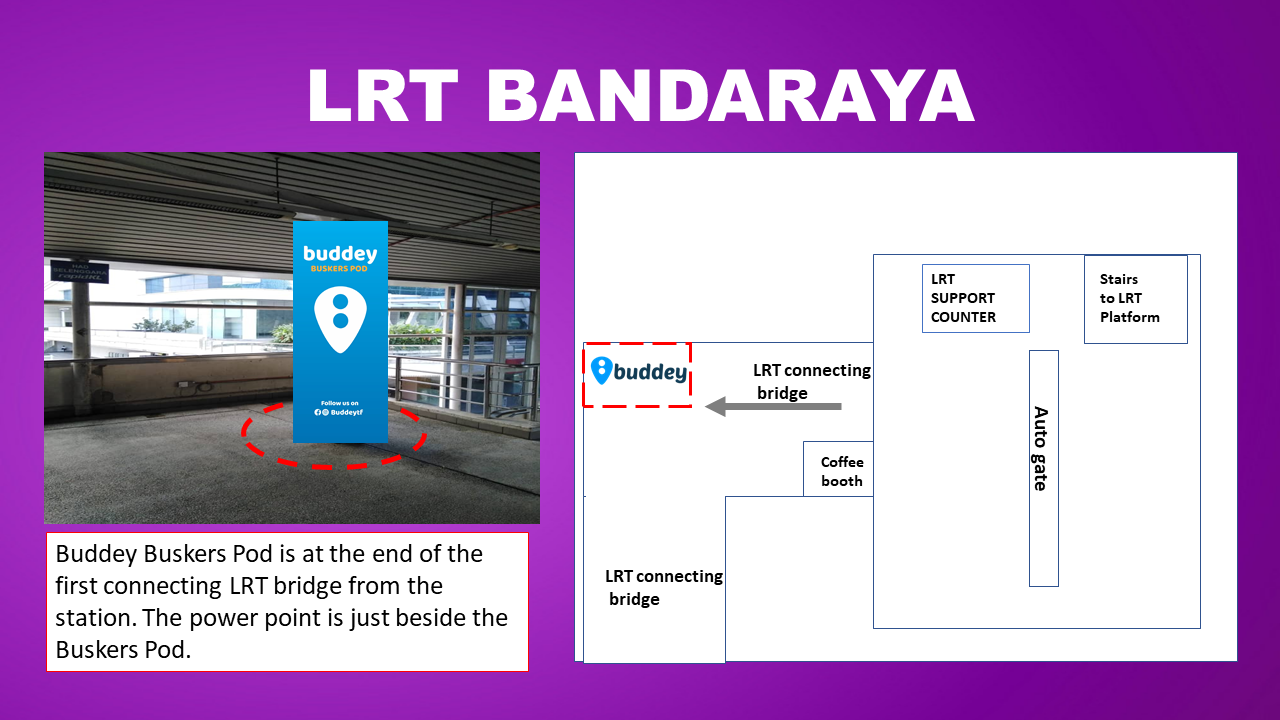 LRT BANDARAYA
buddey
BUSKERS POD
Follow us on
Buddeytf
rapidKL
Buddey Buskers Pod is at the end of the
first connecting LRT bridge from the
station. The power point is just beside the
Buskers Pod.
LRT
SUPPORT
COUNTER
Stairs
to LRT
Platform
buddey
LRT connecting
bridge
Auto gate
Coffee
booth
LRT connecting
bridge